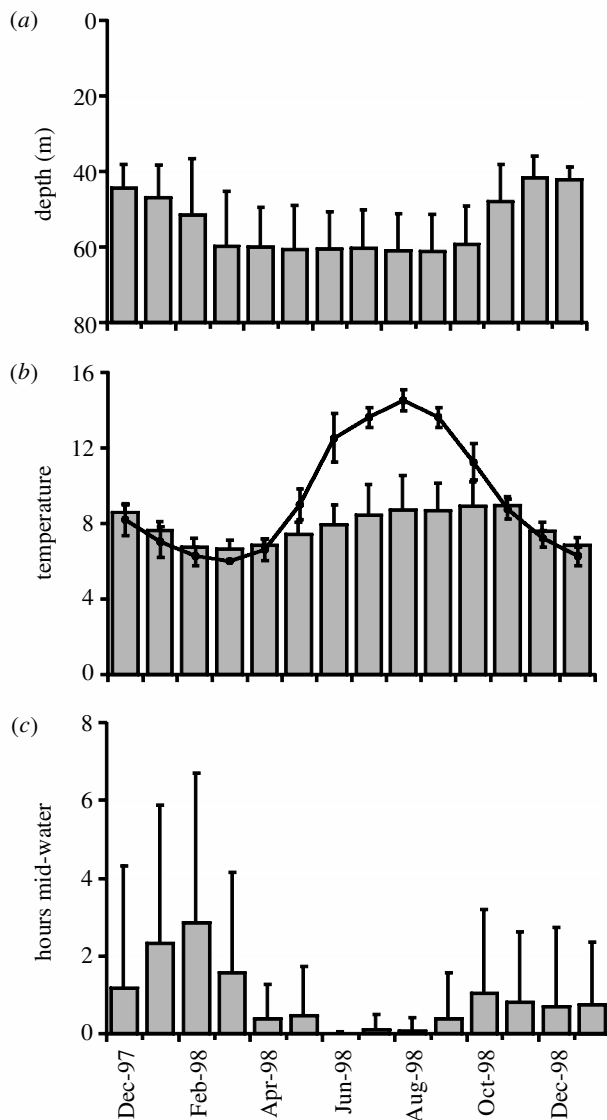 (a)
0
20
40
60
80
depth (m)
(b)
16
12
8
4
0
temperature
(c)
8
6
4
2
0
hours mid-water
Dec-97
Feb-98
Apr-98
Jun-98
Aug-98
Oct-98
Dec-98